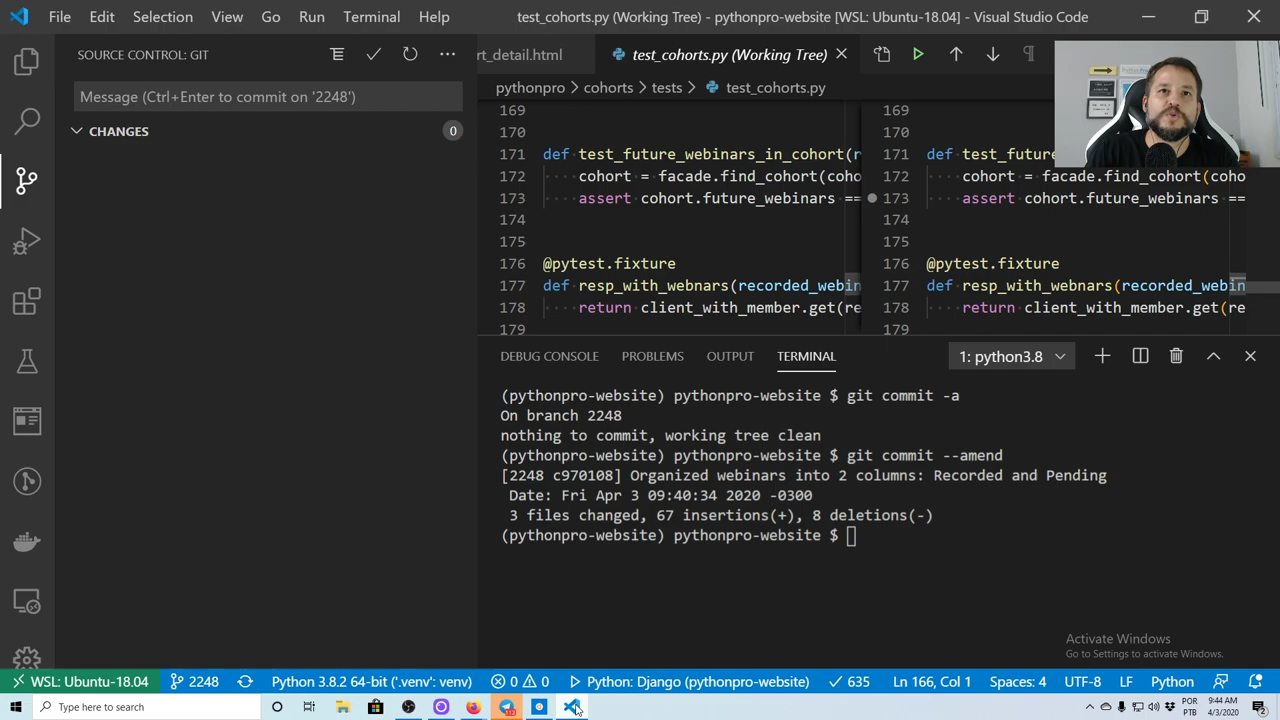 File Edit Selection View Go Run Terminal Help test_cohorts.py (Working Tree) - pythonpro-website [WSL: Ubuntu-18.04] - Visual Studio Code
SOURCE CONTROL: GIT
rt_detail.html
test_cohorts.py (Working Tree)
Message (Ctrl+Enter to commit on '2248')
CHANGES
0
pythonpro > cohorts > tests > test_cohorts.py
169
170
171 def test_future_webinars_in_cohort(r
172 cohort = facade.find_cohort(coho
173 assert cohort.future_webinars ==
174
175
176 @pytest.fixture
177 def resp_with_webnars(recorded_webin
178 return client_with_member.get(re
179
169
170
171 def test_futu
172 cohort = facade.find_cohort(coho
173 assert cohort.future_webinars ==
174
175
176 @pytest.fixture
177 def resp_with_webnars(recorded_webin
178 return client_with_member.get(re
179
DEBUG CONSOLE PROBLEMS OUTPUT TERMINAL 1: python3.8
(pythonpro-website) pythonpro-website $ git commit -a
On branch 2248
nothing to commit, working tree clean
(pythonpro-website) pythonpro-website $ git commit --amend
[2248 c970108] Organized webinars into 2 columns: Recorded and Pending
Date: Fri Apr 3 09:40:34 2020 -0300
3 files changed, 67 insertions(+), 8 deletions(-)
(pythonpro-website) pythonpro-website $
Activate Windows
Go to Settings to activate Windows.
WSL: Ubuntu-18.04 2248 Python 3.8.2 64-bit ('.venv': venv) 0 0 Python: Django (pythonpro-website) 635 Ln 166, Col 1 Spaces: 4 UTF-8 LF Python
Type here to search
POR
PTB
9:44 AM
4/3/2020
2